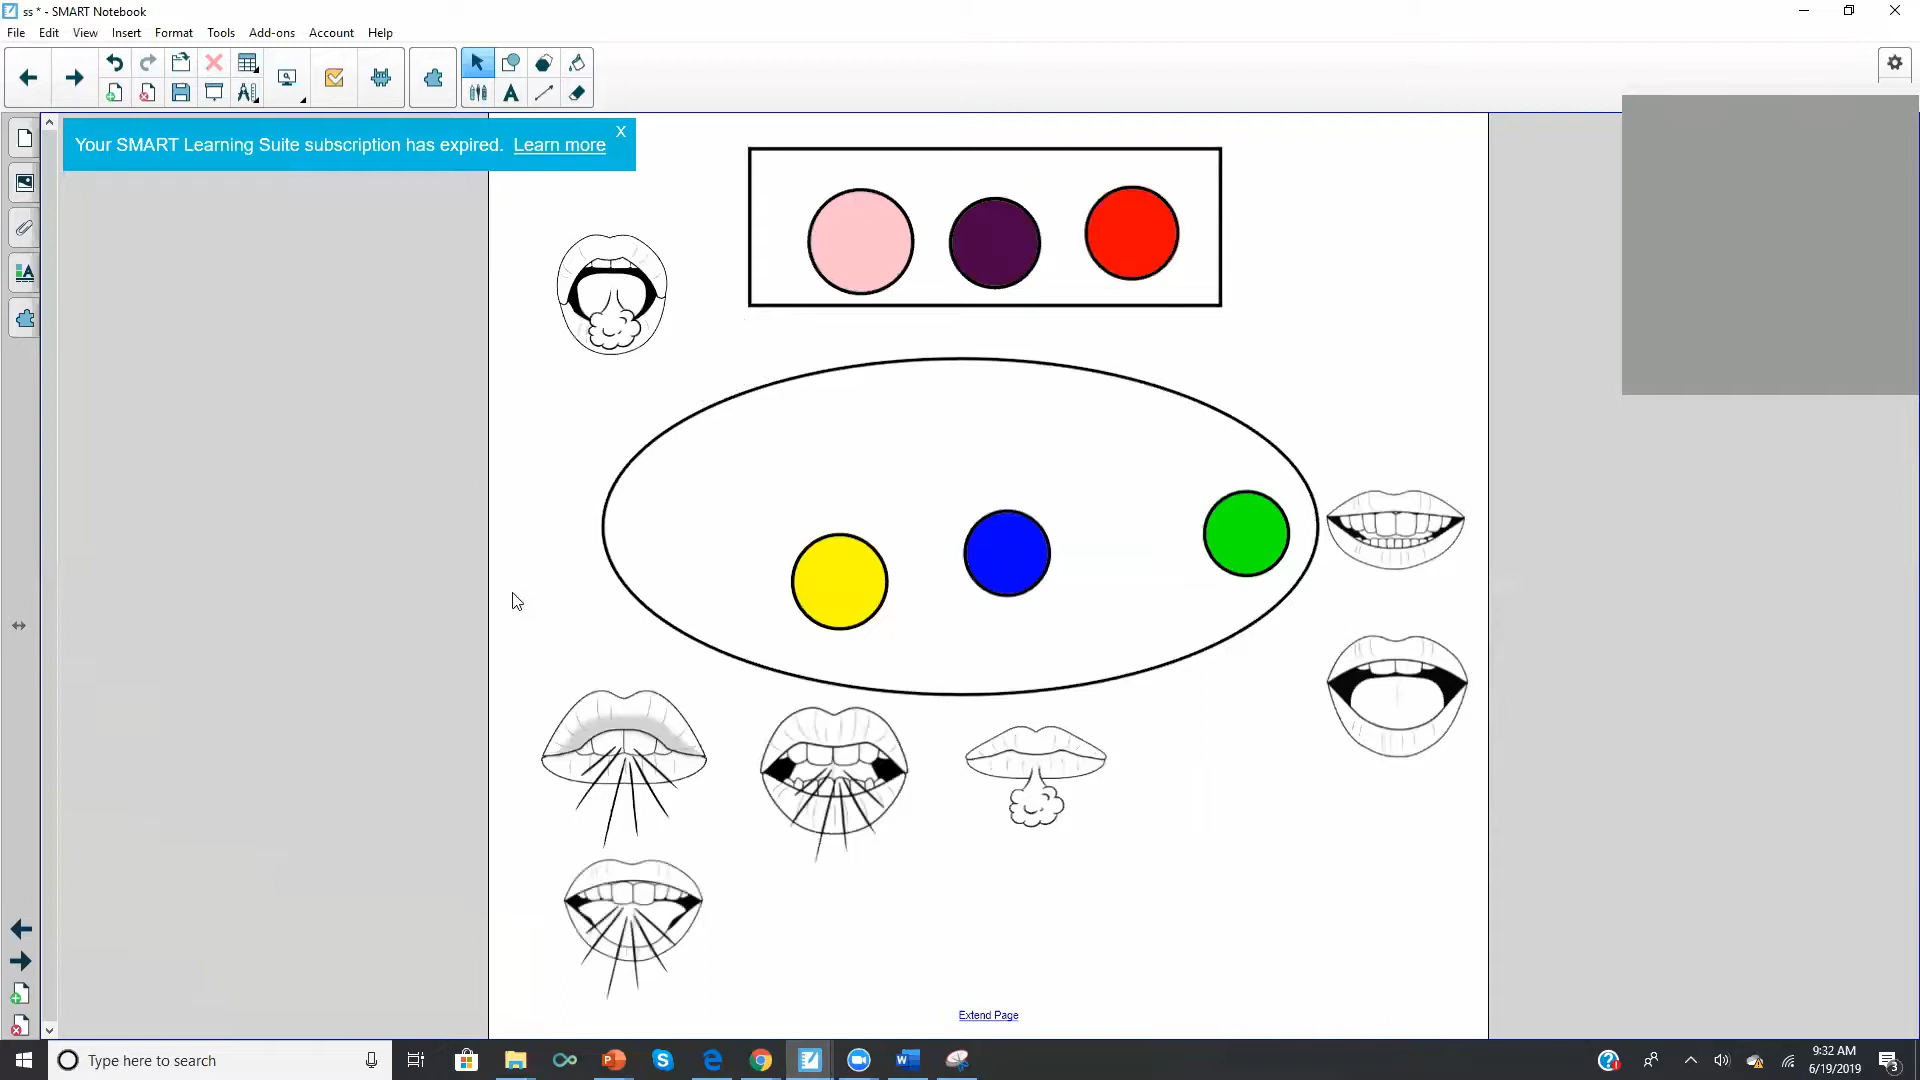 ss * - SMART Notebook
File Edit View Insert Format Tools Add-ons Account Help
Your SMART Learning Suite subscription has expired. Learn more X
Extend Page
Type here to search
9:32 AM
6/19/2019
3